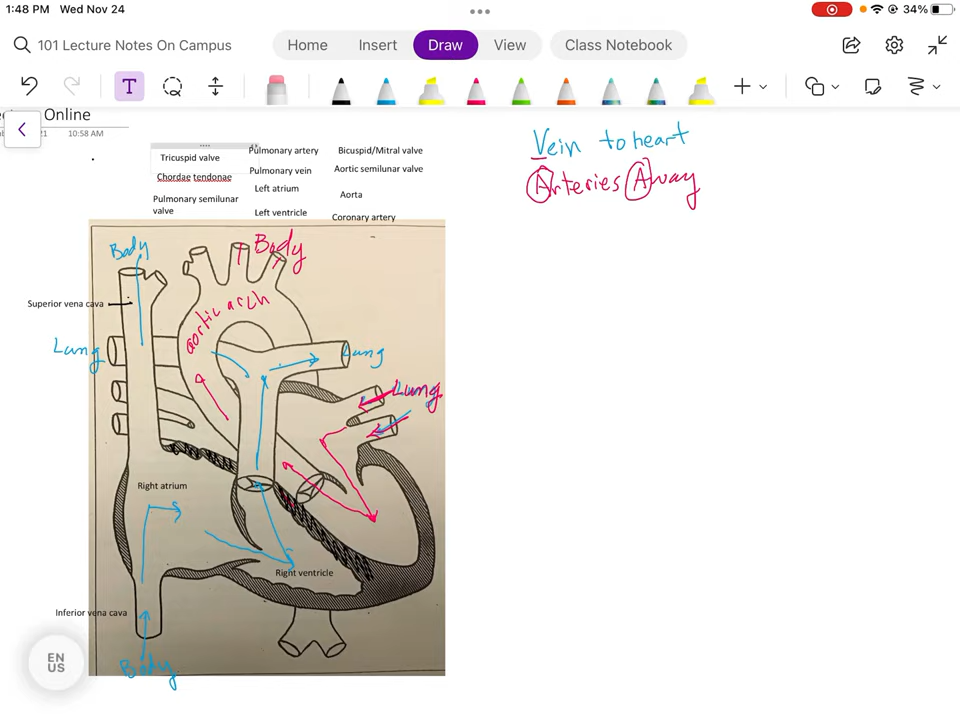 1:48 PM Wed Nov 24
34%
101 Lecture Notes On Campus
Home Insert Draw View Class Notebook
T
Online
21 10:58 AM
Vein to heart
Arteries Away
Tricuspid valve
Chordae tendonae
Pulmonary semilunar
valve
Pulmonary artery
Pulmonary vein
Left atrium
Left ventricle
Bicuspid/Mitral valve
Aortic semilunar valve
Aorta
Coronary artery
Body
Body
aortic arch
Superior vena cava
Lung
Lung
Lung
Right atrium
Right ventricle
Inferior vena cava
Body
EN
US